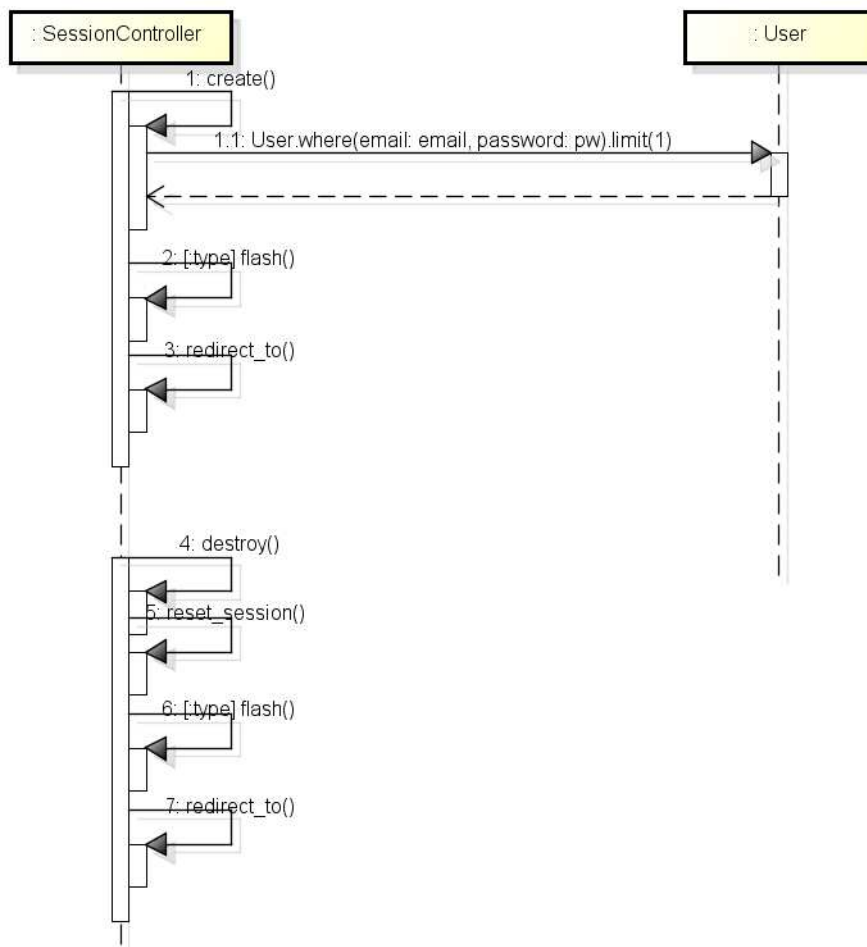 : SessionController
: User
1: create()
1.1: User.where(email: email, password: pw).limit(1)
2: [:type] flash()
3: redirect_to()
4: destroy()
5: reset_session()
6: [:type] flash()
7: redirect_to()